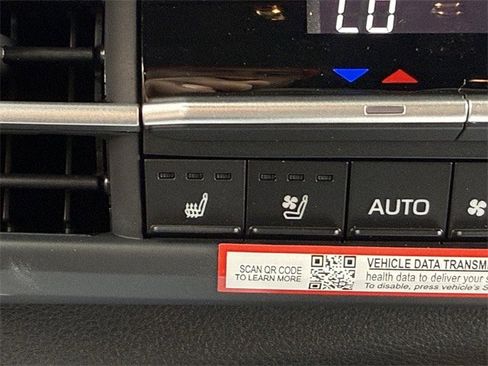 LO
AUTO
SCAN QR CODE
TO LEARN MORE
VEHICLE DATA TRANSM
health data to deliver your s
To disable, press vehicle's S